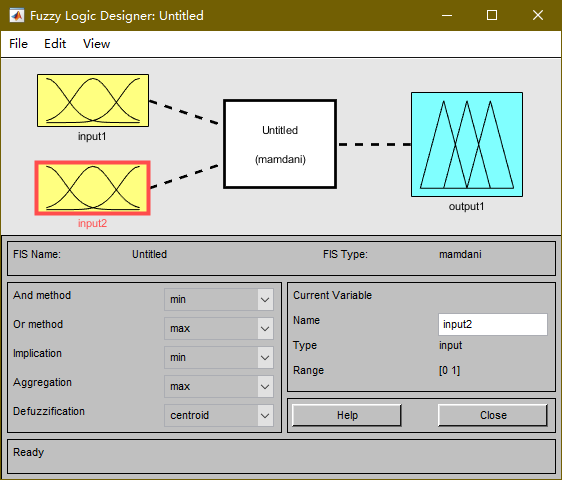 Fuzzy Logic Designer: Untitled
File Edit View
input1
input2
Untitled
(mamdani)
output1
FIS Name: Untitled FIS Type: mamdani
And method min
Or method max
Implication min
Aggregation max
Defuzzification centroid
Current Variable
Name input2
Type input
Range [0 1]
Help Close
Ready